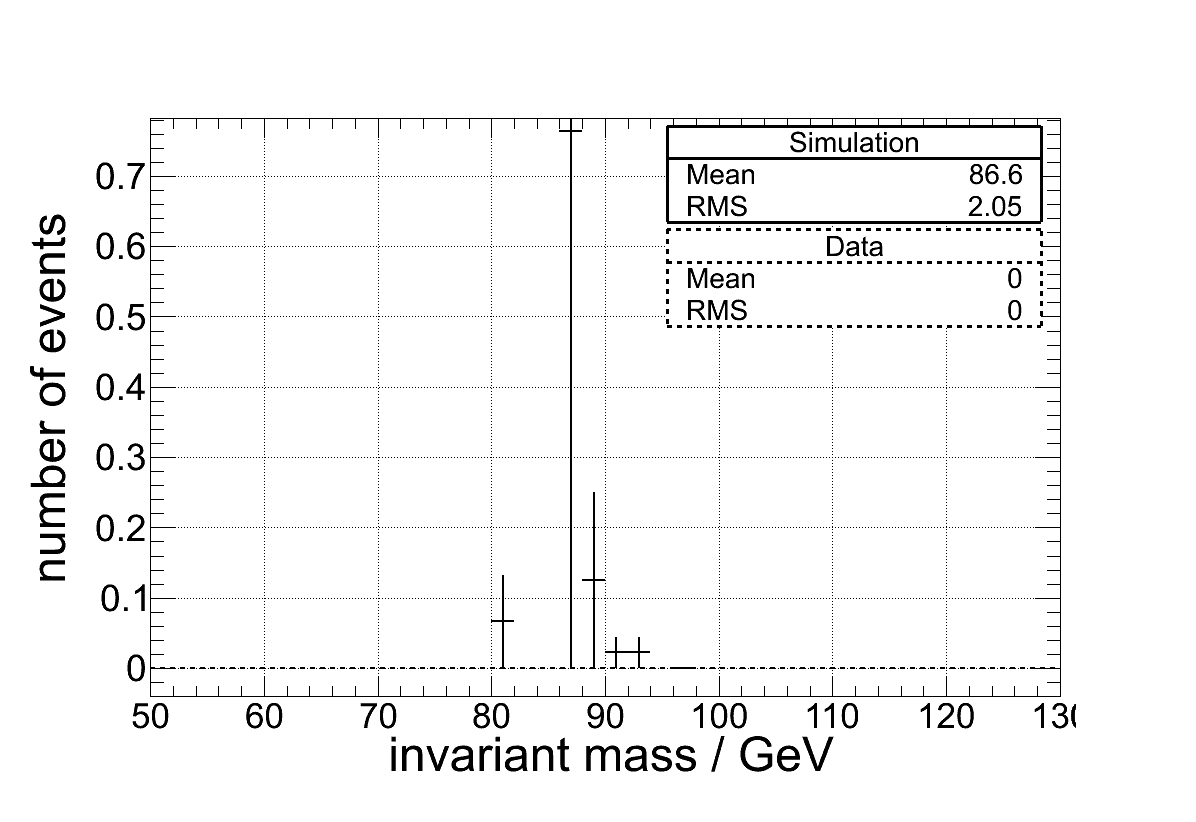 number of events
0.7
0.6
0.5
0.4
0.3
0.2
0.1
0
Simulation
Mean 86.6
RMS 2.05
Data
Mean 0
RMS 0
50 60 70 80 90 100 110 120 130
invariant mass / GeV